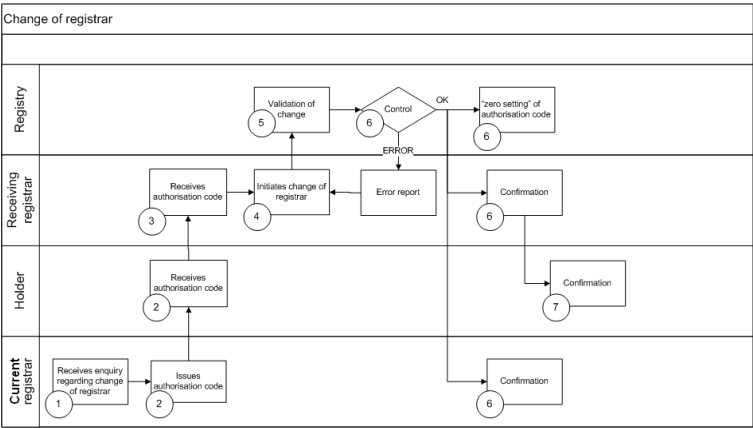 Change of registrar
Registry
Validation of
change
5
Control
6
OK
ERROR
"zero setting" of
authorisation code
6
Receiving
registrar
Receives
authorisation code
3
Initiates change of
registrar
4
Error report
Confirmation
6
Holder
Receives
authorisation code
2
Confirmation
7
Current
registrar
Receives enquiry
regarding change
of registrar
1
Issues
authorisation code
2
Confirmation
6